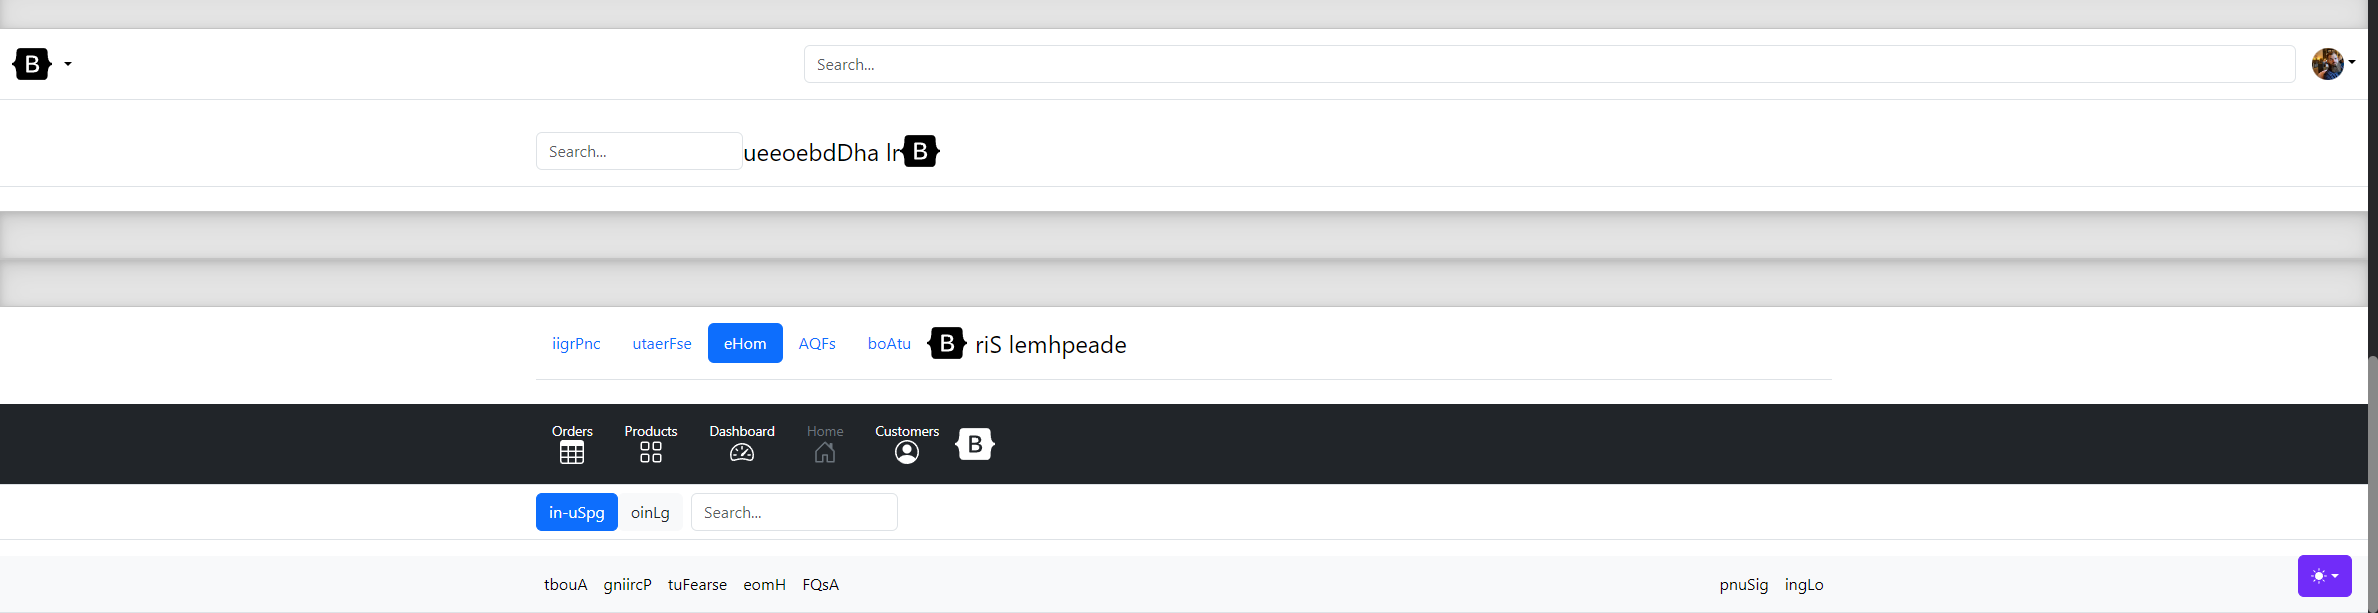 B Search...
Search... ueeoebdDha lr B
iigrPnc utaerFse eHom AQFs boAtu B riS lemhpeade
Orders Products Dashboard Home Customers B
in-uSpg oinLg Search...
tbouA gniircP tuFearse eomH FQsA pnuSig ingLo